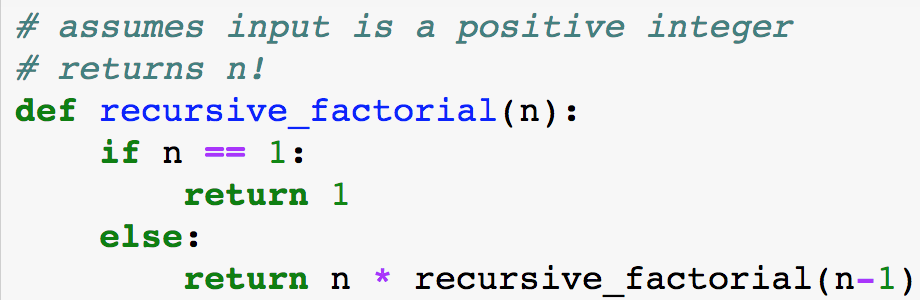 # assumes input is a positive integer
# returns n!
def recursive_factorial(n):
    if n == 1:
        return 1
    else:
        return n * recursive_factorial(n-1)